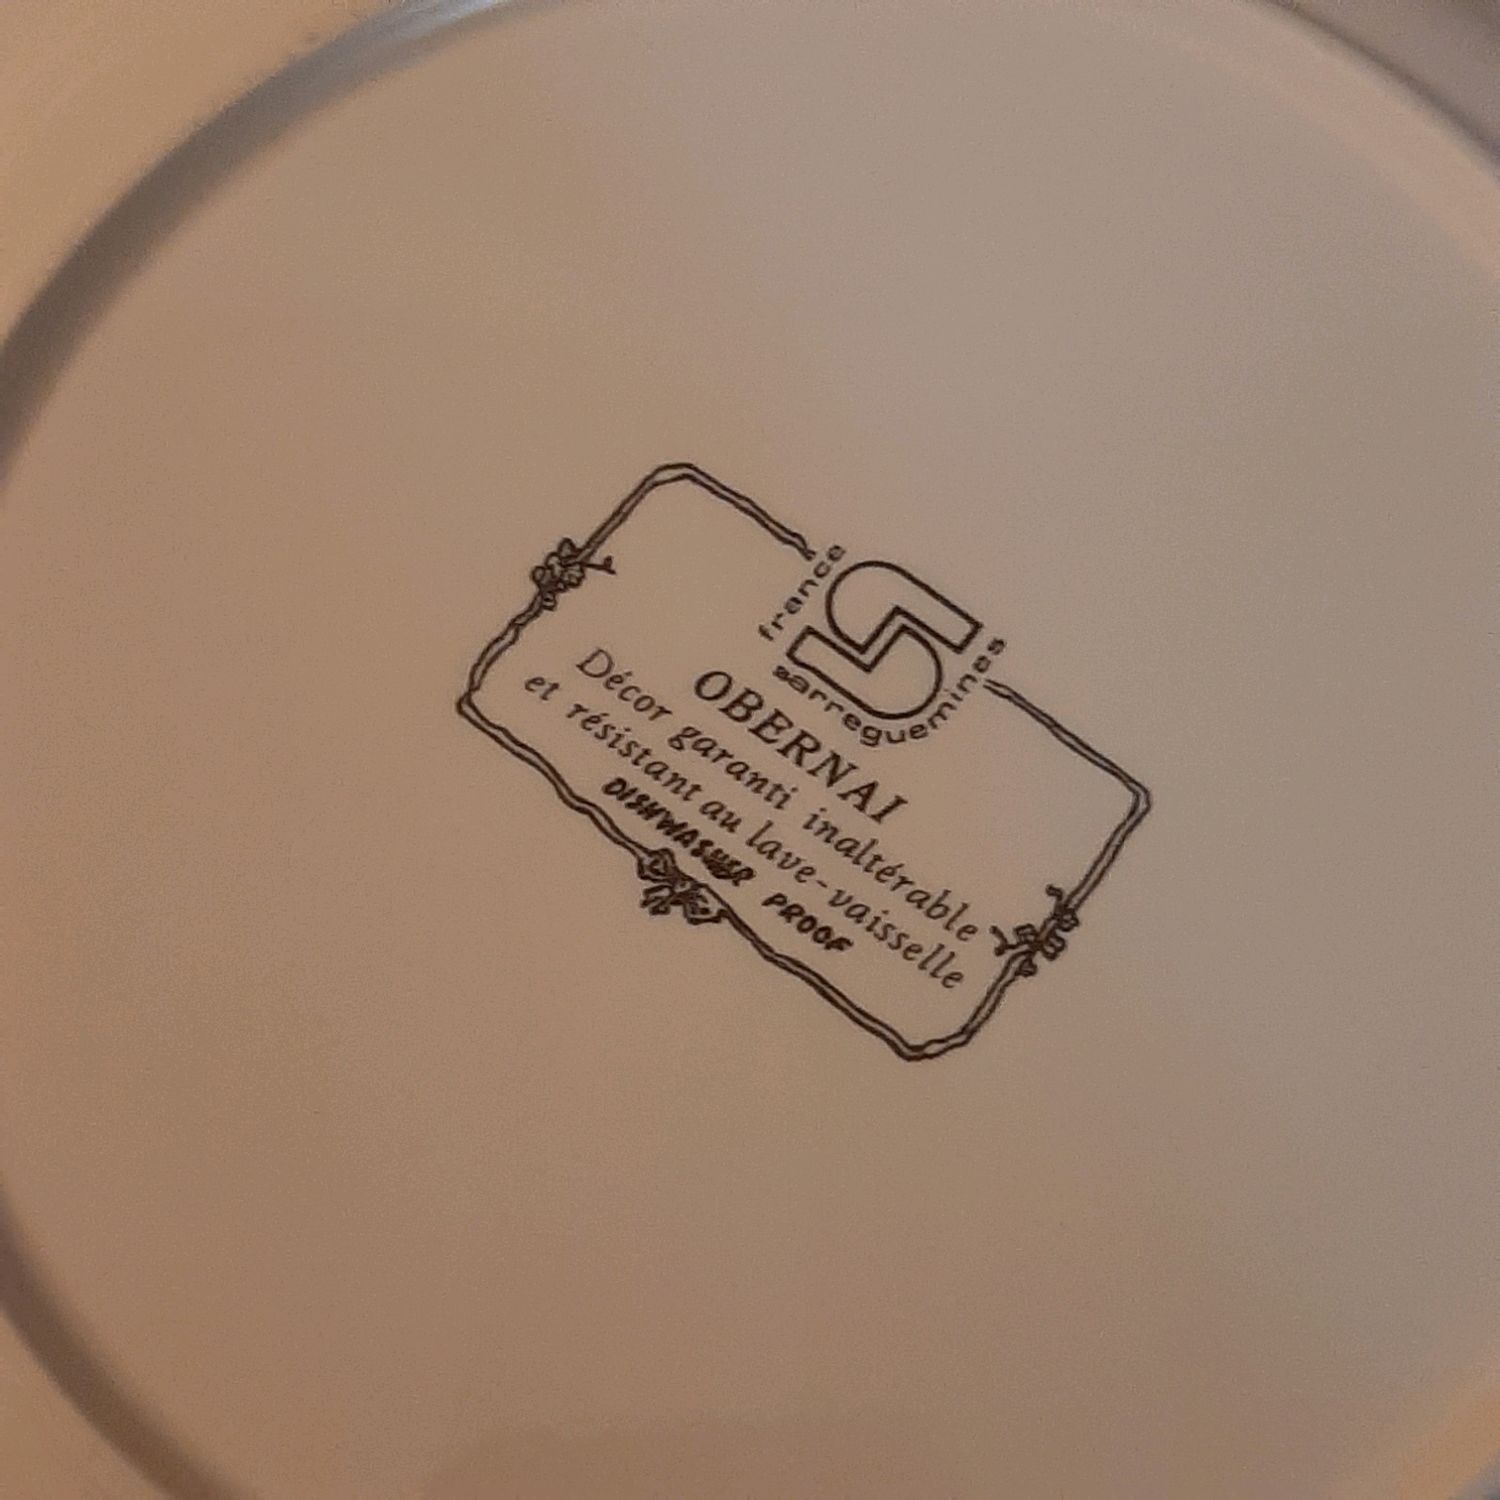 france
sarreguemines
OBERNAI
Décor garanti inaltérable
et résistant au lave-vaisselle
DISHWASHER PROOF